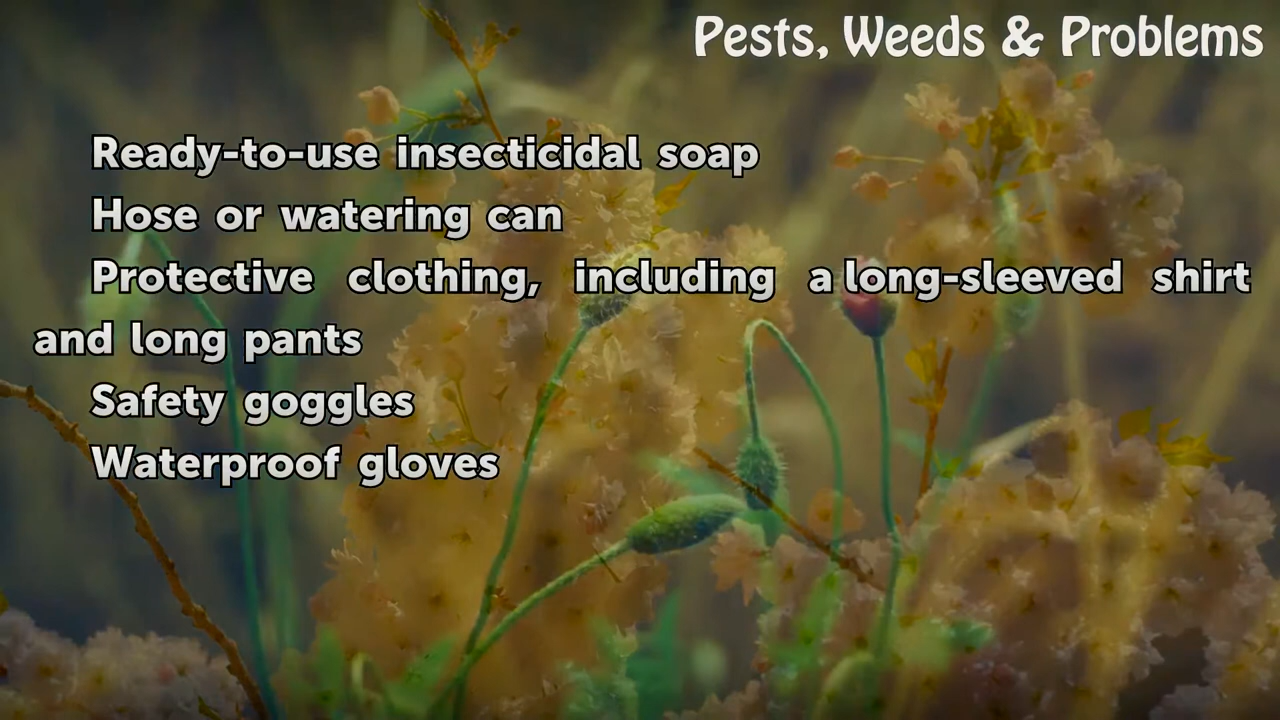 Pests, Weeds & Problems
Ready-to-use insecticidal soap
Hose or watering can
Protective clothing, including a long-sleeved shirt
and long pants
Safety goggles
Waterproof gloves